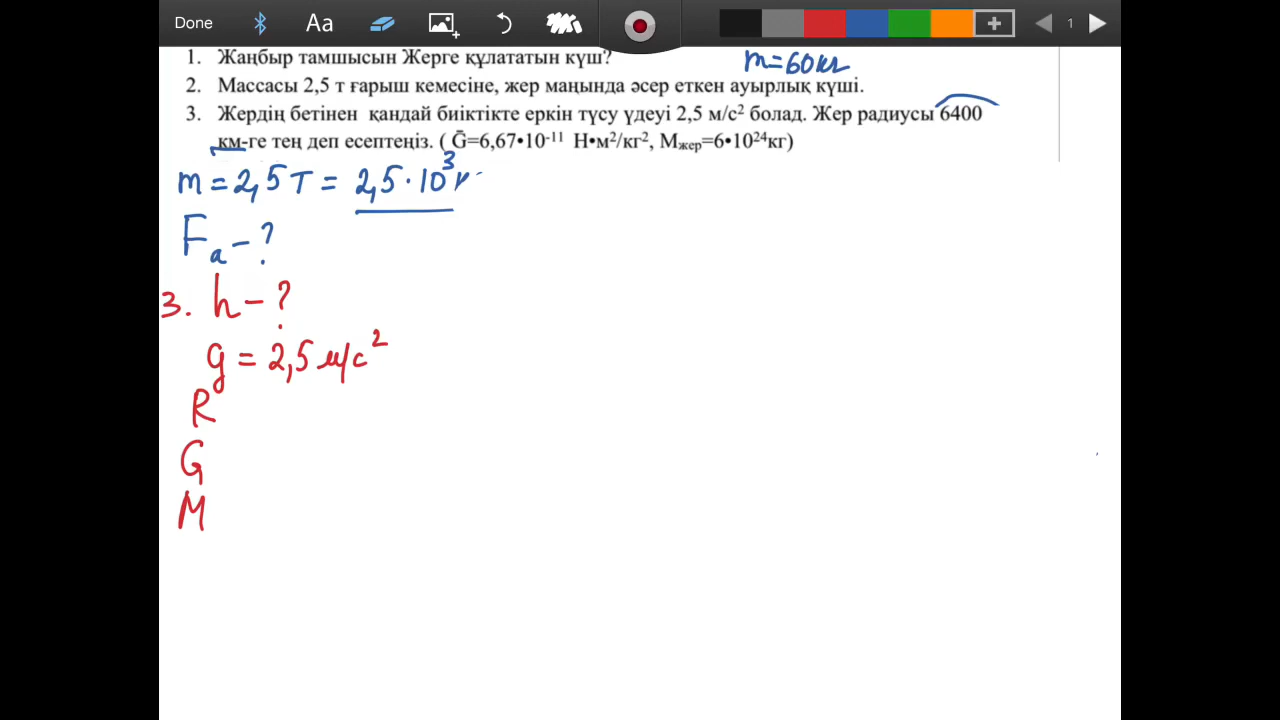 Done Aa 1
1. Жаңбыр тамшысын Жерге құлататын күш?
m=60кг
2. Массасы 2,5 т ғарыш кемесіне, жер маңында әсер еткен ауырлық күші.
3. Жердің бетінен қандай биіктікте еркін түсу үдеуі 2,5 м/с² болад. Жер радиусы 6400
км-ге тең деп есептеңіз. ( Ḡ=6,67•10⁻¹¹ Н•м²/кг², Мжер=6•10²⁴кг)
m = 2,5 т = 2,5 · 10³
Fа – ?
3. h – ?
g = 2,5 м/с²
R
G
M